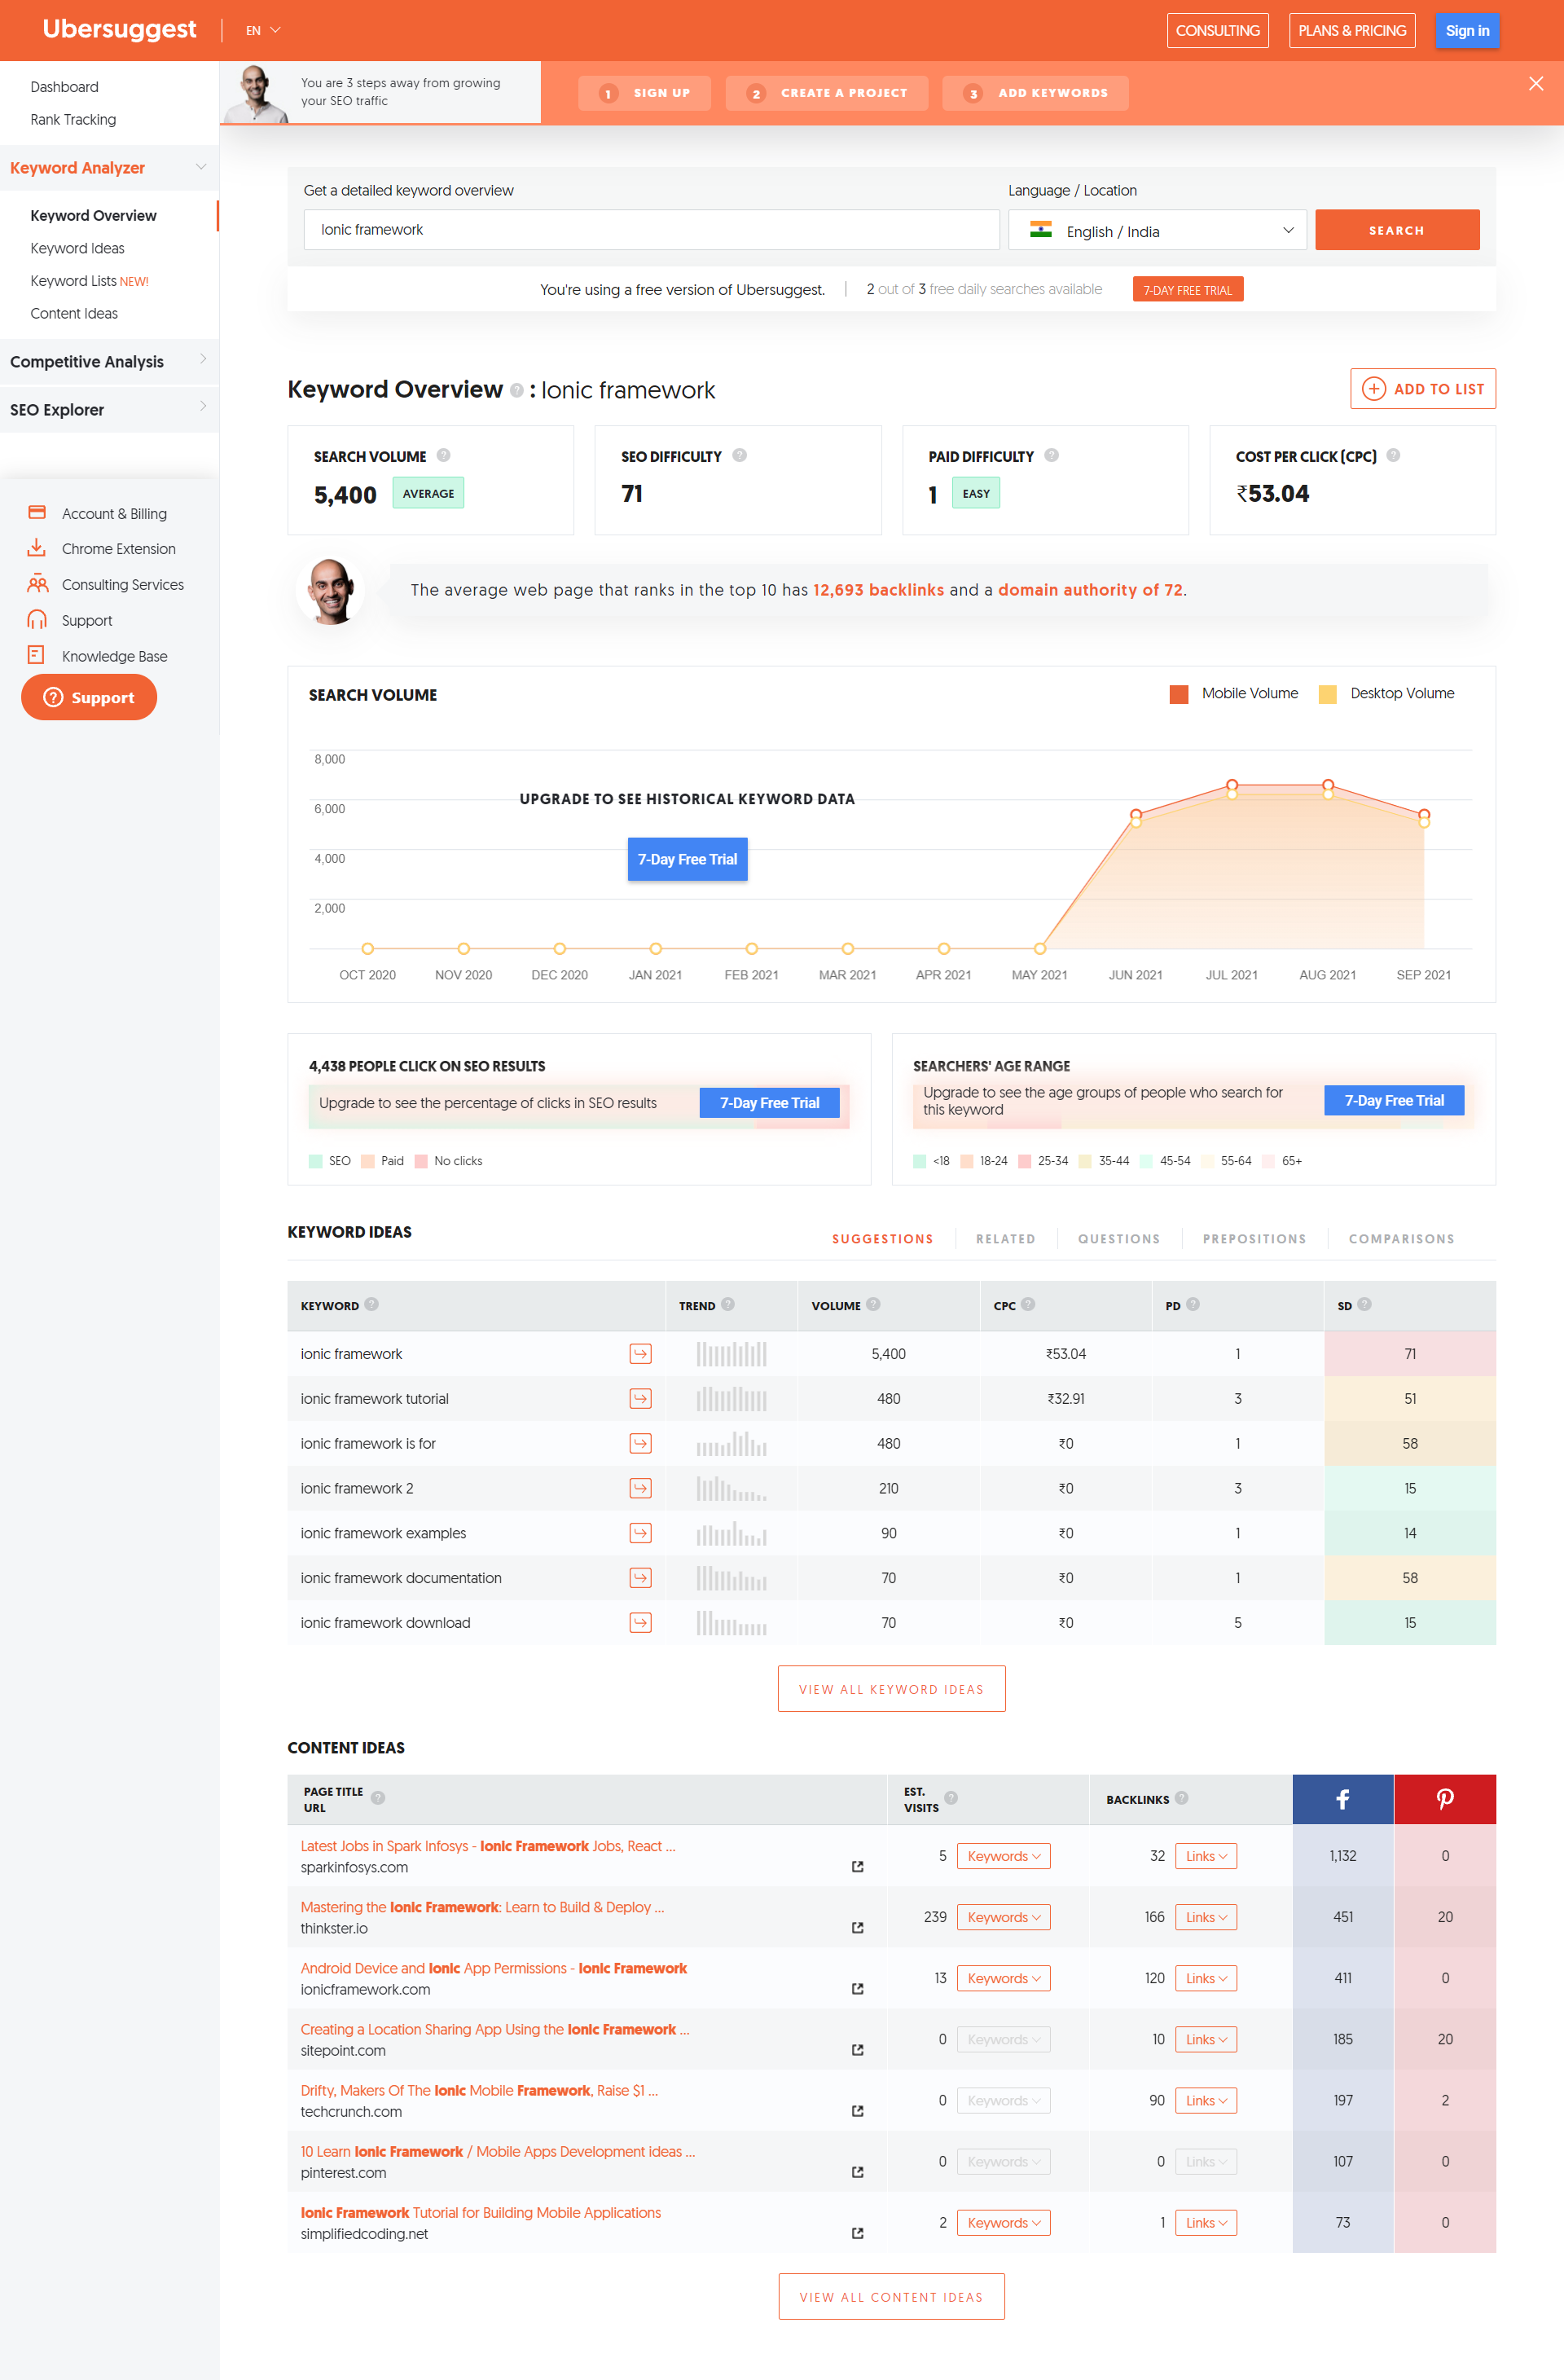 Ubersuggest
EN
CONSULTING
PLANS & PRICING
Sign in
Dashboard
Rank Tracking
Keyword Analyzer
Keyword Overview
Keyword Ideas
Keyword Lists NEW!
Content Ideas
Competitive Analysis
SEO Explorer
Account & Billing
Chrome Extension
Consulting Services
Support
Knowledge Base
? Support
You are 3 steps away from growing
your SEO traffic
1 SIGN UP
2 CREATE A PROJECT
3 ADD KEYWORDS
Get a detailed keyword overview
Language / Location
Ionic framework
English / India
SEARCH
You're using a free version of Ubersuggest.
2 out of 3 free daily searches available
7-DAY FREE TRIAL
Keyword Overview ? : Ionic framework
ADD TO LIST
SEARCH VOLUME ?
5,400 AVERAGE
SEO DIFFICULTY ?
71
PAID DIFFICULTY ?
1 EASY
COST PER CLICK (CPC) ?
₹53.04
The average web page that ranks in the top 10 has 12,693 backlinks and a domain authority of 72.
SEARCH VOLUME
Mobile Volume
Desktop Volume
8,000
6,000
4,000
2,000
UPGRADE TO SEE HISTORICAL KEYWORD DATA
7-Day Free Trial
OCT 2020 NOV 2020 DEC 2020 JAN 2021 FEB 2021 MAR 2021 APR 2021 MAY 2021 JUN 2021 JUL 2021 AUG 2021 SEP 2021
4,438 PEOPLE CLICK ON SEO RESULTS
Upgrade to see the percentage of clicks in SEO results
7-Day Free Trial
SEO Paid No clicks
SEARCHERS' AGE RANGE
Upgrade to see the age groups of people who search for
this keyword
7-Day Free Trial
<18 18-24 25-34 35-44 45-54 55-64 65+
KEYWORD IDEAS
SUGGESTIONS RELATED QUESTIONS PREPOSITIONS COMPARISONS
KEYWORD ? TREND ? VOLUME ? CPC ? PD ? SD ?
ionic framework 5,400 ₹53.04 1 71
ionic framework tutorial 480 ₹32.91 3 51
ionic framework is for 480 ₹0 1 58
ionic framework 2 210 ₹0 3 15
ionic framework examples 90 ₹0 1 14
ionic framework documentation 70 ₹0 1 58
ionic framework download 70 ₹0 5 15
VIEW ALL KEYWORD IDEAS
CONTENT IDEAS
PAGE TITLE
URL ?
EST.
VISITS ?
BACKLINKS ?
Latest Jobs in Spark Infosys - Ionic Framework Jobs, React ...
sparkinfosys.com
5 Keywords 32 Links 1,132 0
Mastering the Ionic Framework: Learn to Build & Deploy ...
thinkster.io
239 Keywords 166 Links 451 20
Android Device and Ionic App Permissions - Ionic Framework
ionicframework.com
13 Keywords 120 Links 411 0
Creating a Location Sharing App Using the Ionic Framework ...
sitepoint.com
0 Keywords 10 Links 185 20
Drifty, Makers Of The Ionic Mobile Framework, Raise $1 ...
techcrunch.com
0 Keywords 90 Links 197 2
10 Learn Ionic Framework / Mobile Apps Development ideas ...
pinterest.com
0 Keywords 0 Links 107 0
Ionic Framework Tutorial for Building Mobile Applications
simplifiedcoding.net
2 Keywords 1 Links 73 0
VIEW ALL CONTENT IDEAS